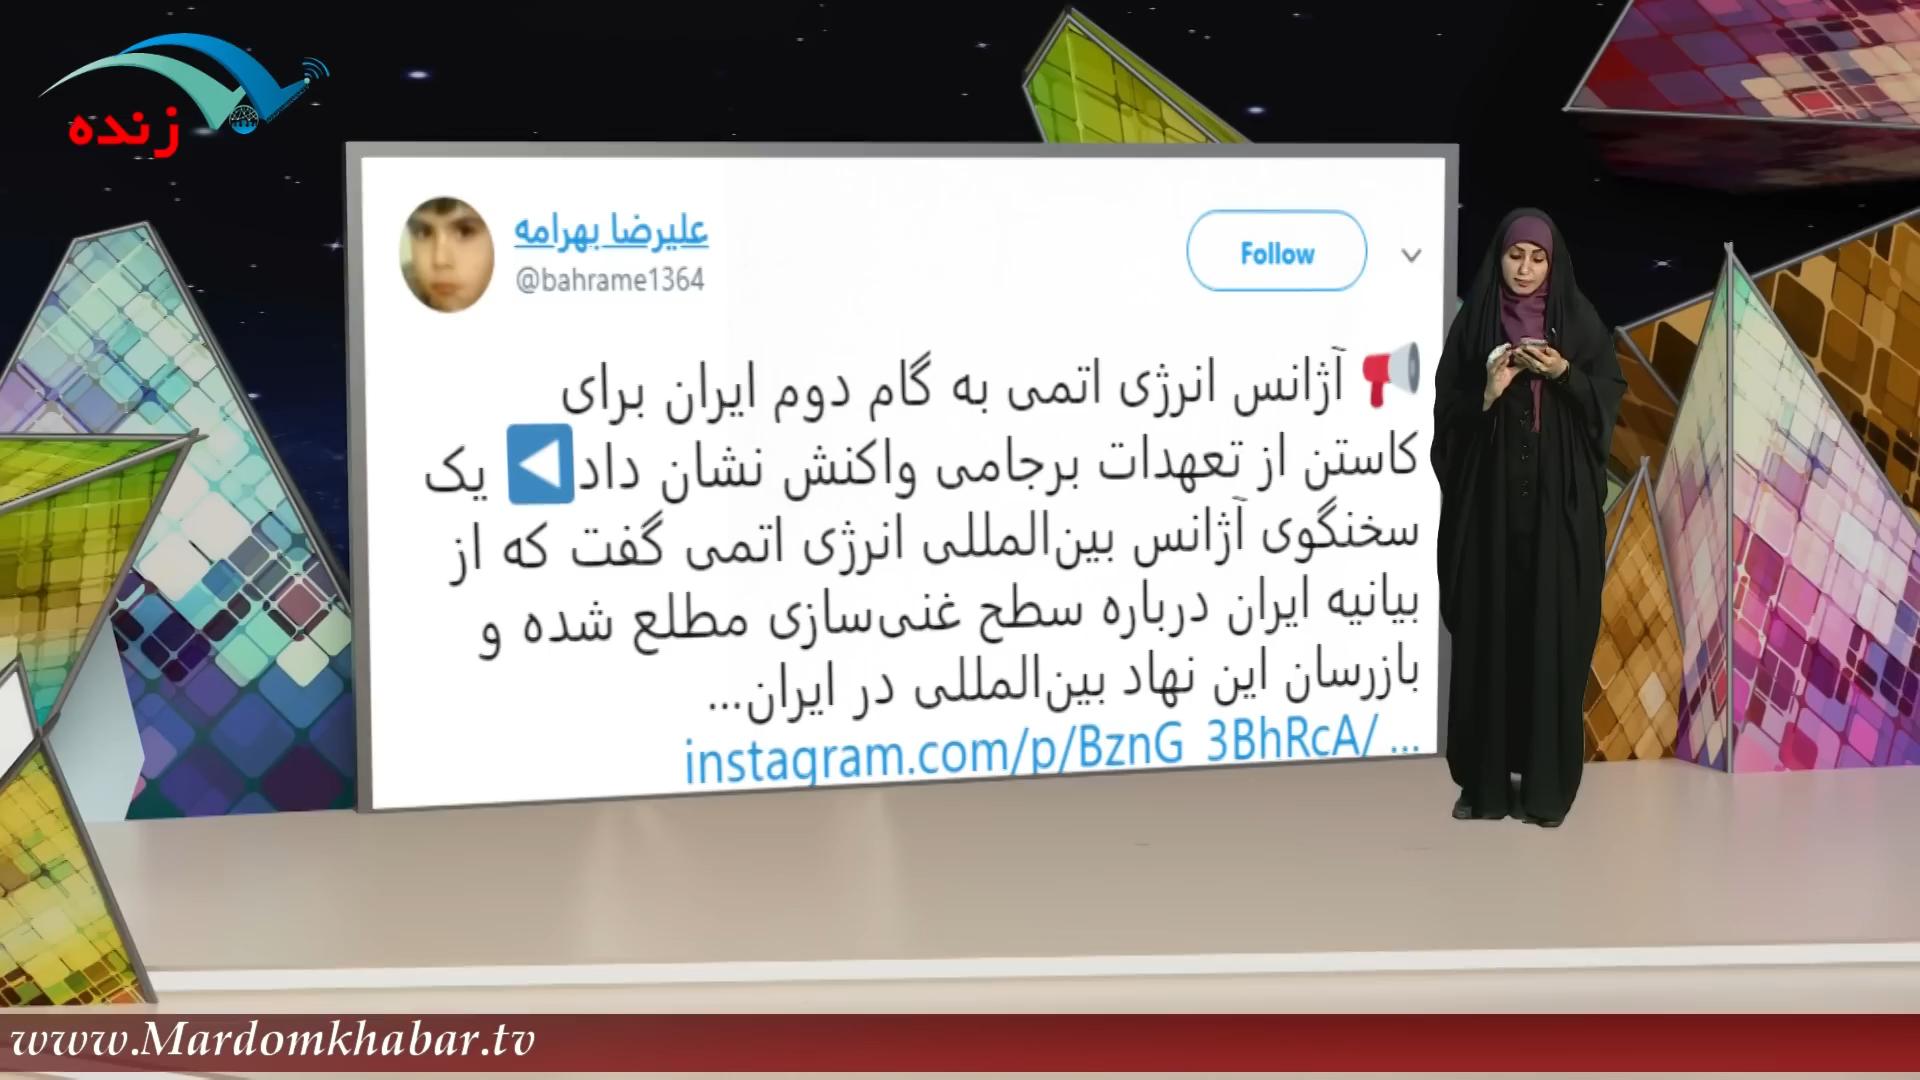 زنده
علیرضا بهرامه
@bahrame1364
Follow
آژانس انرژی اتمی به گام دوم ایران برای
کاستن از تعهدات برجامی واکنش نشان داد◀ یک
سخنگوی آژانس بین‌المللی انرژی اتمی گفت که از
بیانیه ایران درباره سطح غنی‌سازی مطلع شده و
بازرسان این نهاد بین‌المللی در ایران...
instagram.com/p/BznG_3BhRcA/ ...
www.Mardomkhabar.tv